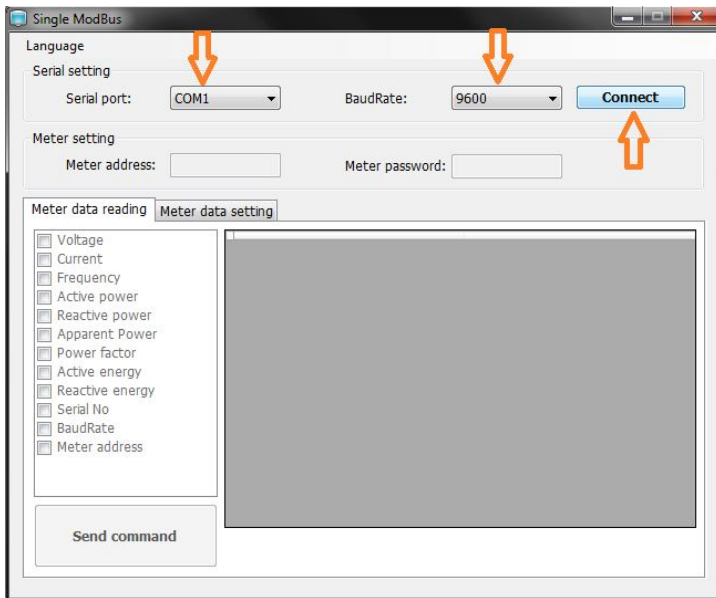 Single ModBus
Language
Serial setting
Serial port: COM1 BaudRate: 9600 Connect
Meter setting
Meter address: Meter password:
Meter data reading Meter data setting
Voltage
Current
Frequency
Active power
Reactive power
Apparent Power
Power factor
Active energy
Reactive energy
Serial No
BaudRate
Meter address
Send command